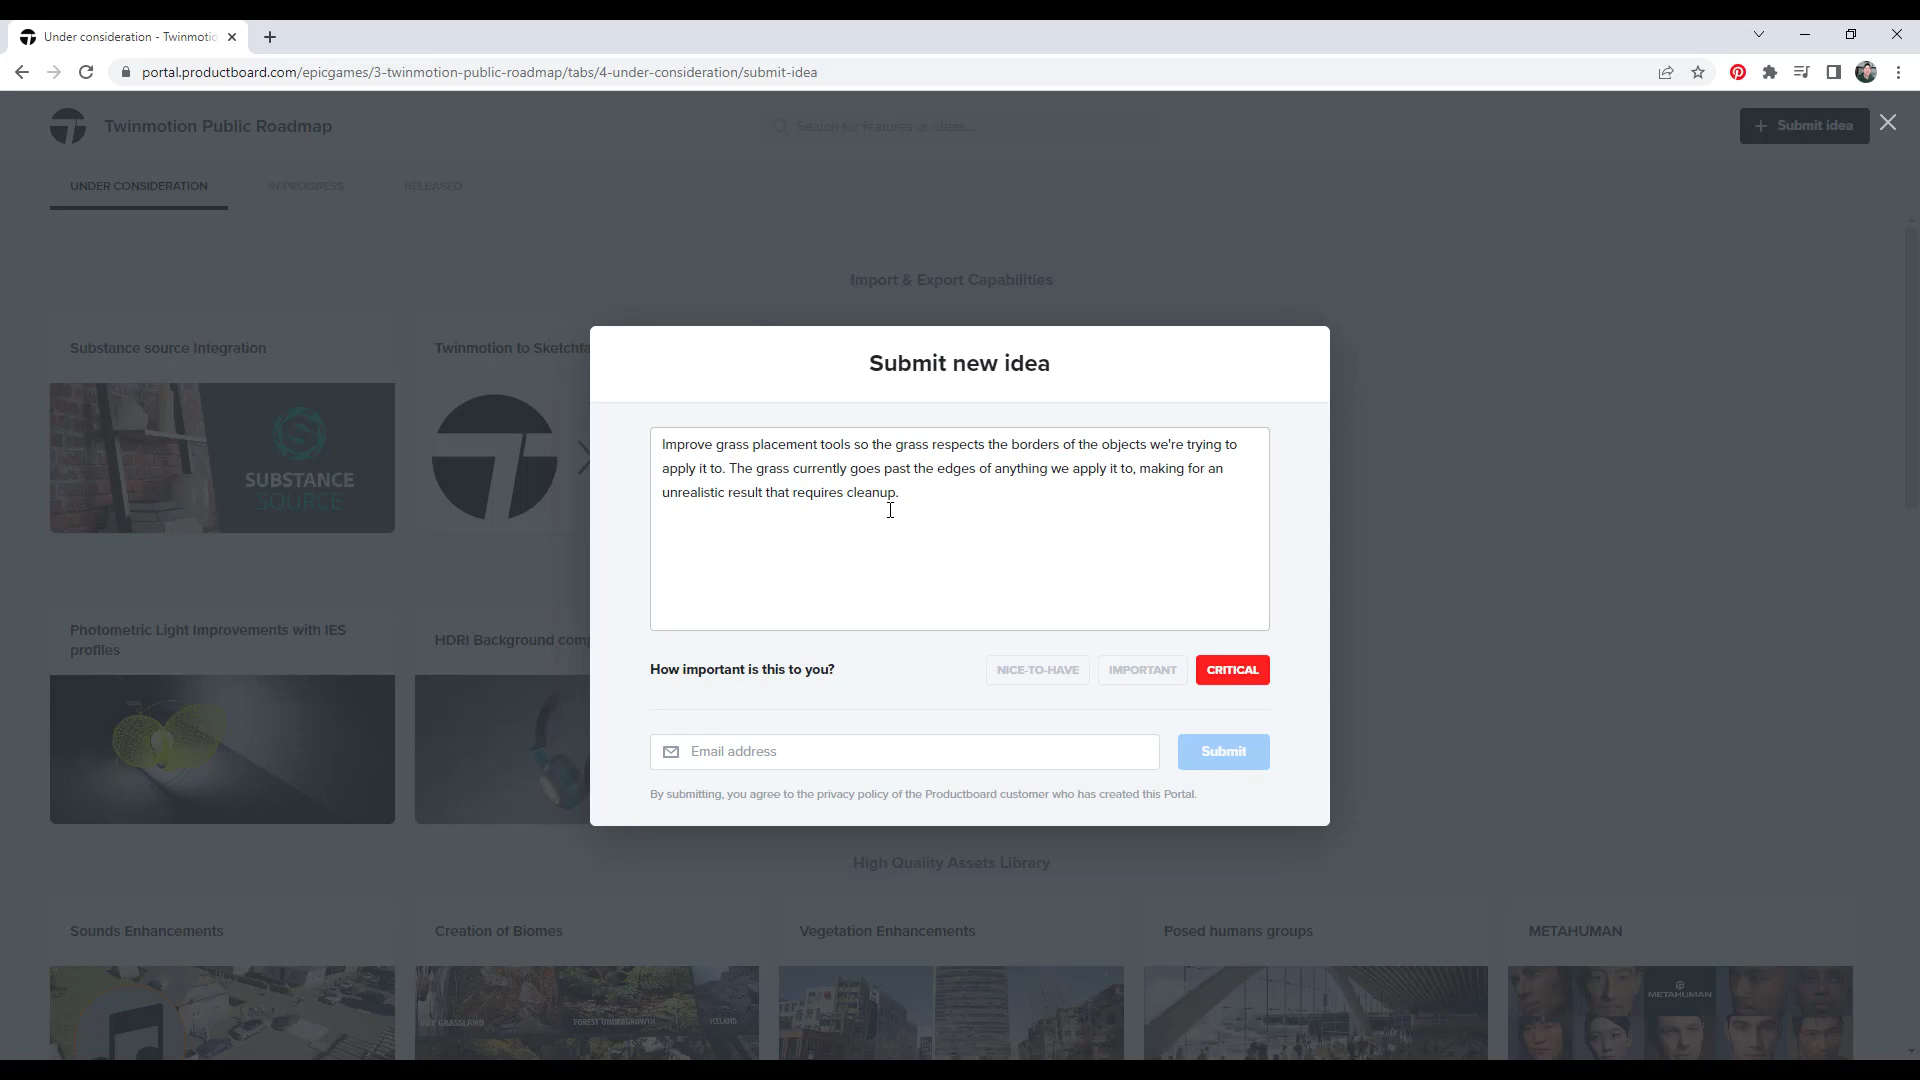 Under consideration - Twinmotio
portal.productboard.com/epicgames/3-twinmotion-public-roadmap/tabs/4-under-consideration/submit-idea
Twinmotion Public Roadmap
Search for features or ideas...
+ Submit idea
UNDER CONSIDERATION
IN PROGRESS
RELEASED
Import & Export Capabilities
Substance source Integration
Twinmotion to Sketchfa
SUBSTANCE
SOURCE
Submit new idea
Improve grass placement tools so the grass respects the borders of the objects we're trying to
apply it to. The grass currently goes past the edges of anything we apply it to, making for an
unrealistic result that requires cleanup.
How important is this to you?
NICE-TO-HAVE
IMPORTANT
CRITICAL
Email address
Submit
By submitting, you agree to the privacy policy of the Productboard customer who has created this Portal.
Photometric Light Improvements with IES
profiles
HDRI Background com
High Quality Assets Library
Sounds Enhancements
Creation of Biomes
Vegetation Enhancements
Posed humans groups
METAHUMAN
GRASSLAND
FOREST UNDERGROWTH
ICELAND
METAHUMAN